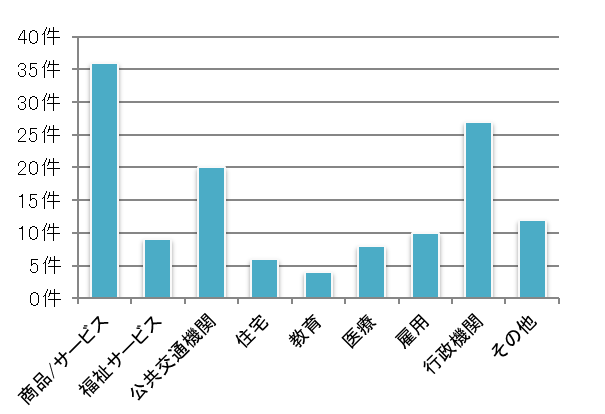 40件
35件
30件
25件
20件
15件
10件
5件
0件
商品/サービス
福祉サービス
公共交通機関
住宅
教育
医療
雇用
行政機関
その他